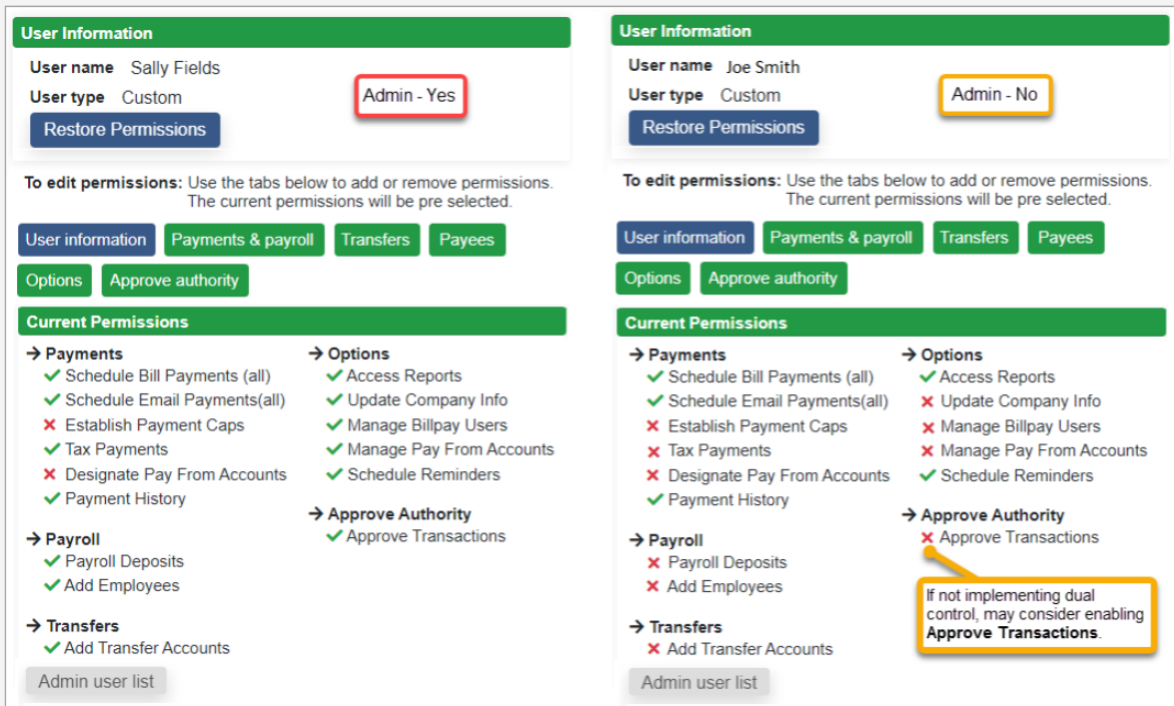 User Information
User name Sally Fields
User type Custom
Admin - Yes
Restore Permissions
To edit permissions: Use the tabs below to add or remove permissions.
The current permissions will be pre selected.
User information Payments & payroll Transfers Payees
Options Approve authority
Current Permissions
→ Payments
✓ Schedule Bill Payments (all)
✓ Schedule Email Payments(all)
✗ Establish Payment Caps
✓ Tax Payments
✗ Designate Pay From Accounts
✓ Payment History
→ Payroll
✓ Payroll Deposits
✓ Add Employees
→ Transfers
✓ Add Transfer Accounts
→ Options
✓ Access Reports
✓ Update Company Info
✓ Manage Billpay Users
✓ Manage Pay From Accounts
✓ Schedule Reminders
→ Approve Authority
✓ Approve Transactions
Admin user list
User Information
User name Joe Smith
User type Custom
Admin - No
Restore Permissions
To edit permissions: Use the tabs below to add or remove permissions.
The current permissions will be pre selected.
User information Payments & payroll Transfers Payees
Options Approve authority
Current Permissions
→ Payments
✓ Schedule Bill Payments (all)
✓ Schedule Email Payments(all)
✗ Establish Payment Caps
✗ Tax Payments
✗ Designate Pay From Accounts
✓ Payment History
→ Payroll
✗ Payroll Deposits
✗ Add Employees
→ Transfers
✗ Add Transfer Accounts
→ Options
✓ Access Reports
✗ Update Company Info
✗ Manage Billpay Users
✗ Manage Pay From Accounts
✓ Schedule Reminders
→ Approve Authority
✗ Approve Transactions
If not implementing dual
control, may consider enabling
Approve Transactions.
Admin user list